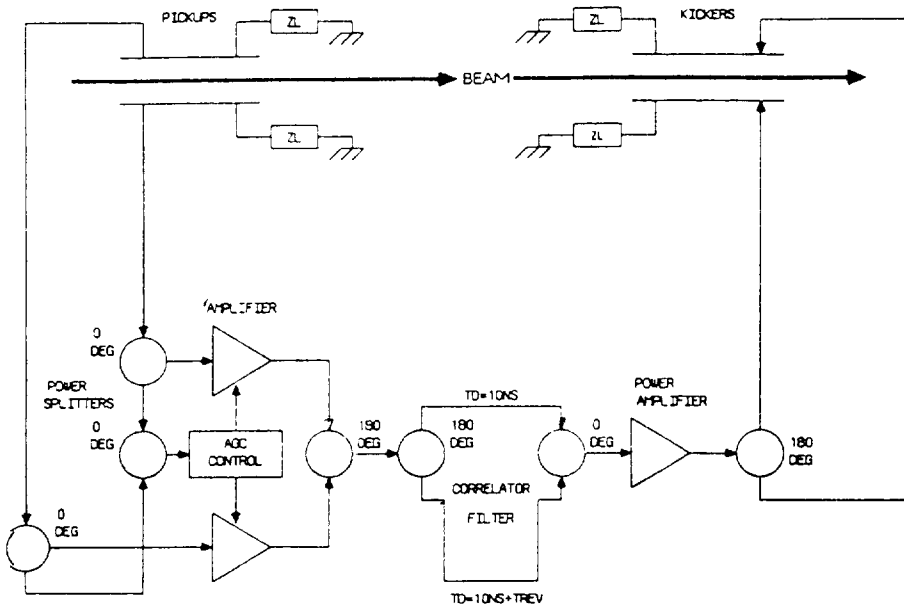 PICKUPS
KICKERS
ZL
ZL
BEAM
ZL
ZL
AMPLIFIER
0
DEG
POWER
SPLITTERS
0
DEG
AGC
CONTROL
0
DEG
190
DEG
180
DEG
TD=10NS
CORRELATOR
FILTER
TD=10NS+TREV
0
DEG
POWER
AMPLIFIER
180
DEG